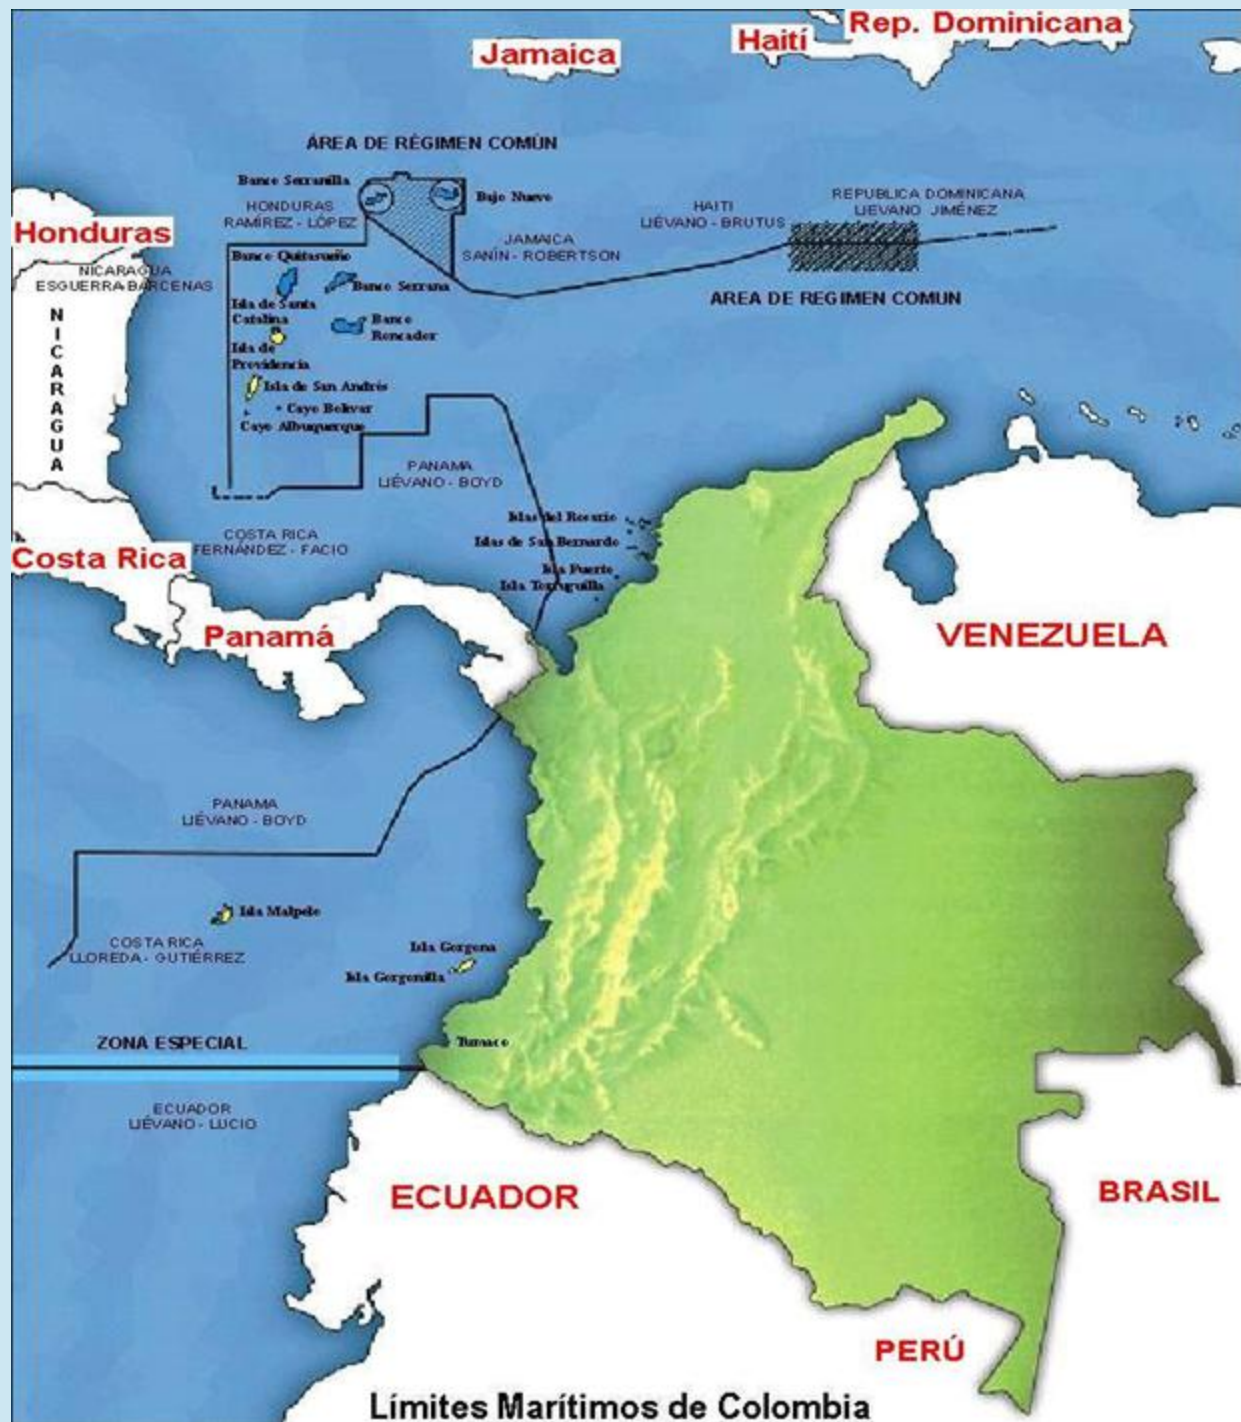 Jamaica
Haití
Rep. Dominicana
ÁREA DE RÉGIMEN COMÚN
Banco Serranilla
Bajo Nuevo
HONDURAS
RAMÍREZ - LÓPEZ
HAITI
LIÉVANO - BRUTUS
REPUBLICA DOMINICANA
LIEVANO JIMÉNEZ
JAMAICA
SANÍN - ROBERTSON
Honduras
NICARAGUA
ESGUERRA-BARCENAS
Banco Quitasueño
Banco Serrana
AREA DE REGIMEN COMUN
Isla de Santa
Catalina
Banco
Roncador
Isla de
Providencia
Isla de San Andrés
Cayo Bolivar
Cayo Albuquerque
NICARAGUA
PANAMA
LIÉVANO - BOYD
COSTA RICA
FERNÁNDEZ - FACIO
Islas del Rosario
Islas de San Bernardo
Isla Fuerte
Isla Tortuguilla
Costa Rica
Panamá
VENEZUELA
PANAMA
LIÉVANO - BOYD
Isla Malpelo
COSTA RICA
LLOREDA - GUTIÉRREZ
Isla Gorgona
Isla Gorgonilla
ZONA ESPECIAL
Tumaco
ECUADOR
LIÉVANO - LUCIO
ECUADOR
BRASIL
PERÚ
Límites Marítimos de Colombia